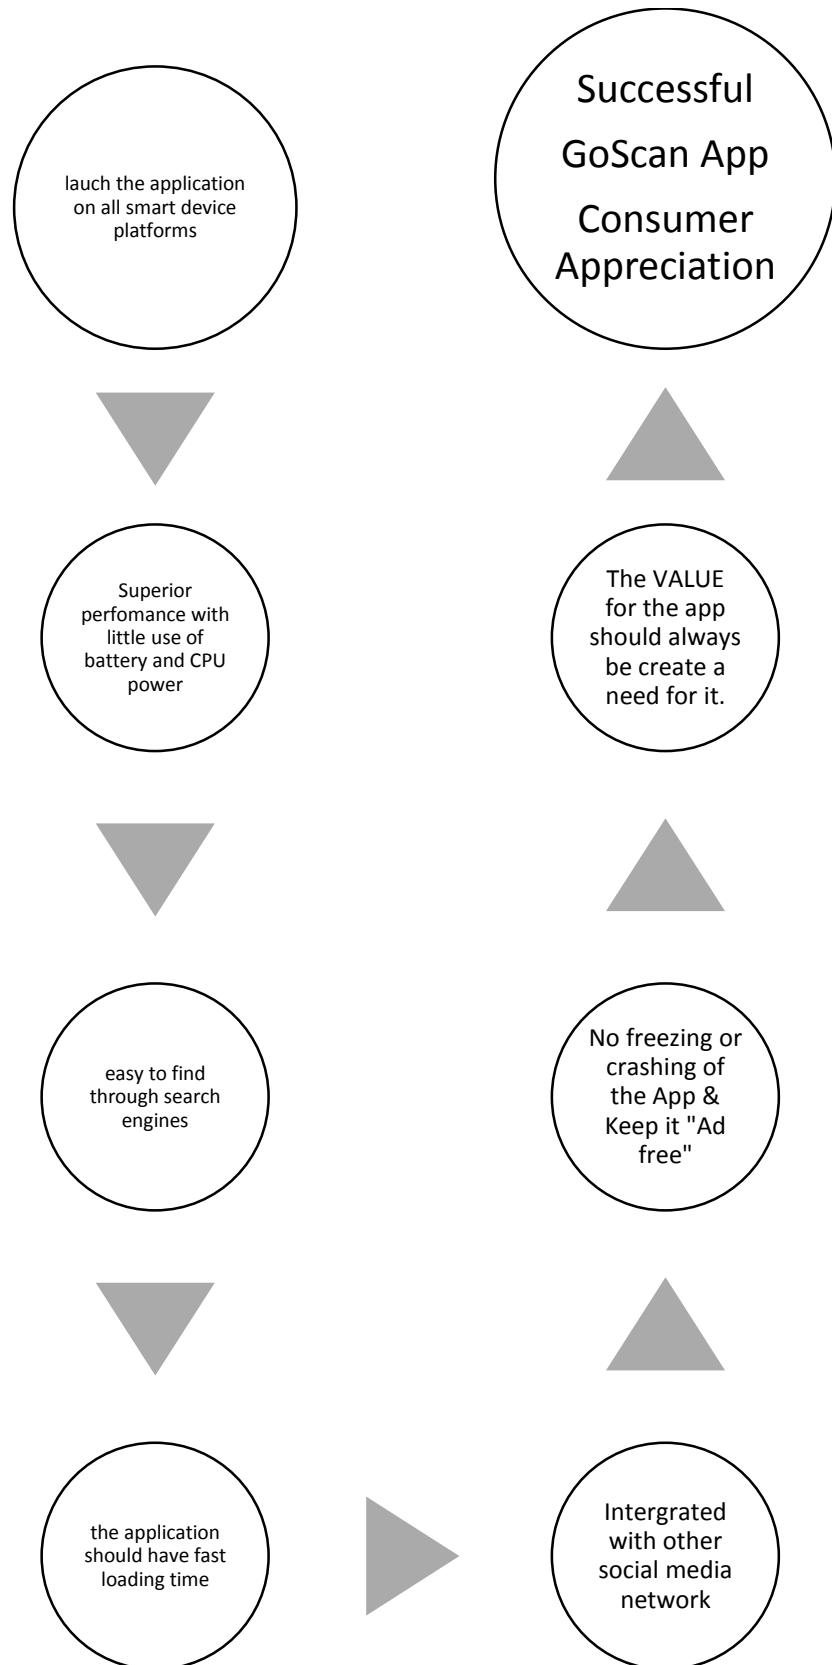 lauch the application
on all smart device
platforms
Superior
perfomance with
little use of
battery and CPU
power
easy to find
through search
engines
the application
should have fast
loading time
Intergrated
with other
social media
network
No freezing or
crashing of
the App &
Keep it "Ad
free"
The VALUE
for the app
should always
be create a
need for it.
Successful
GoScan App
Consumer
Appreciation